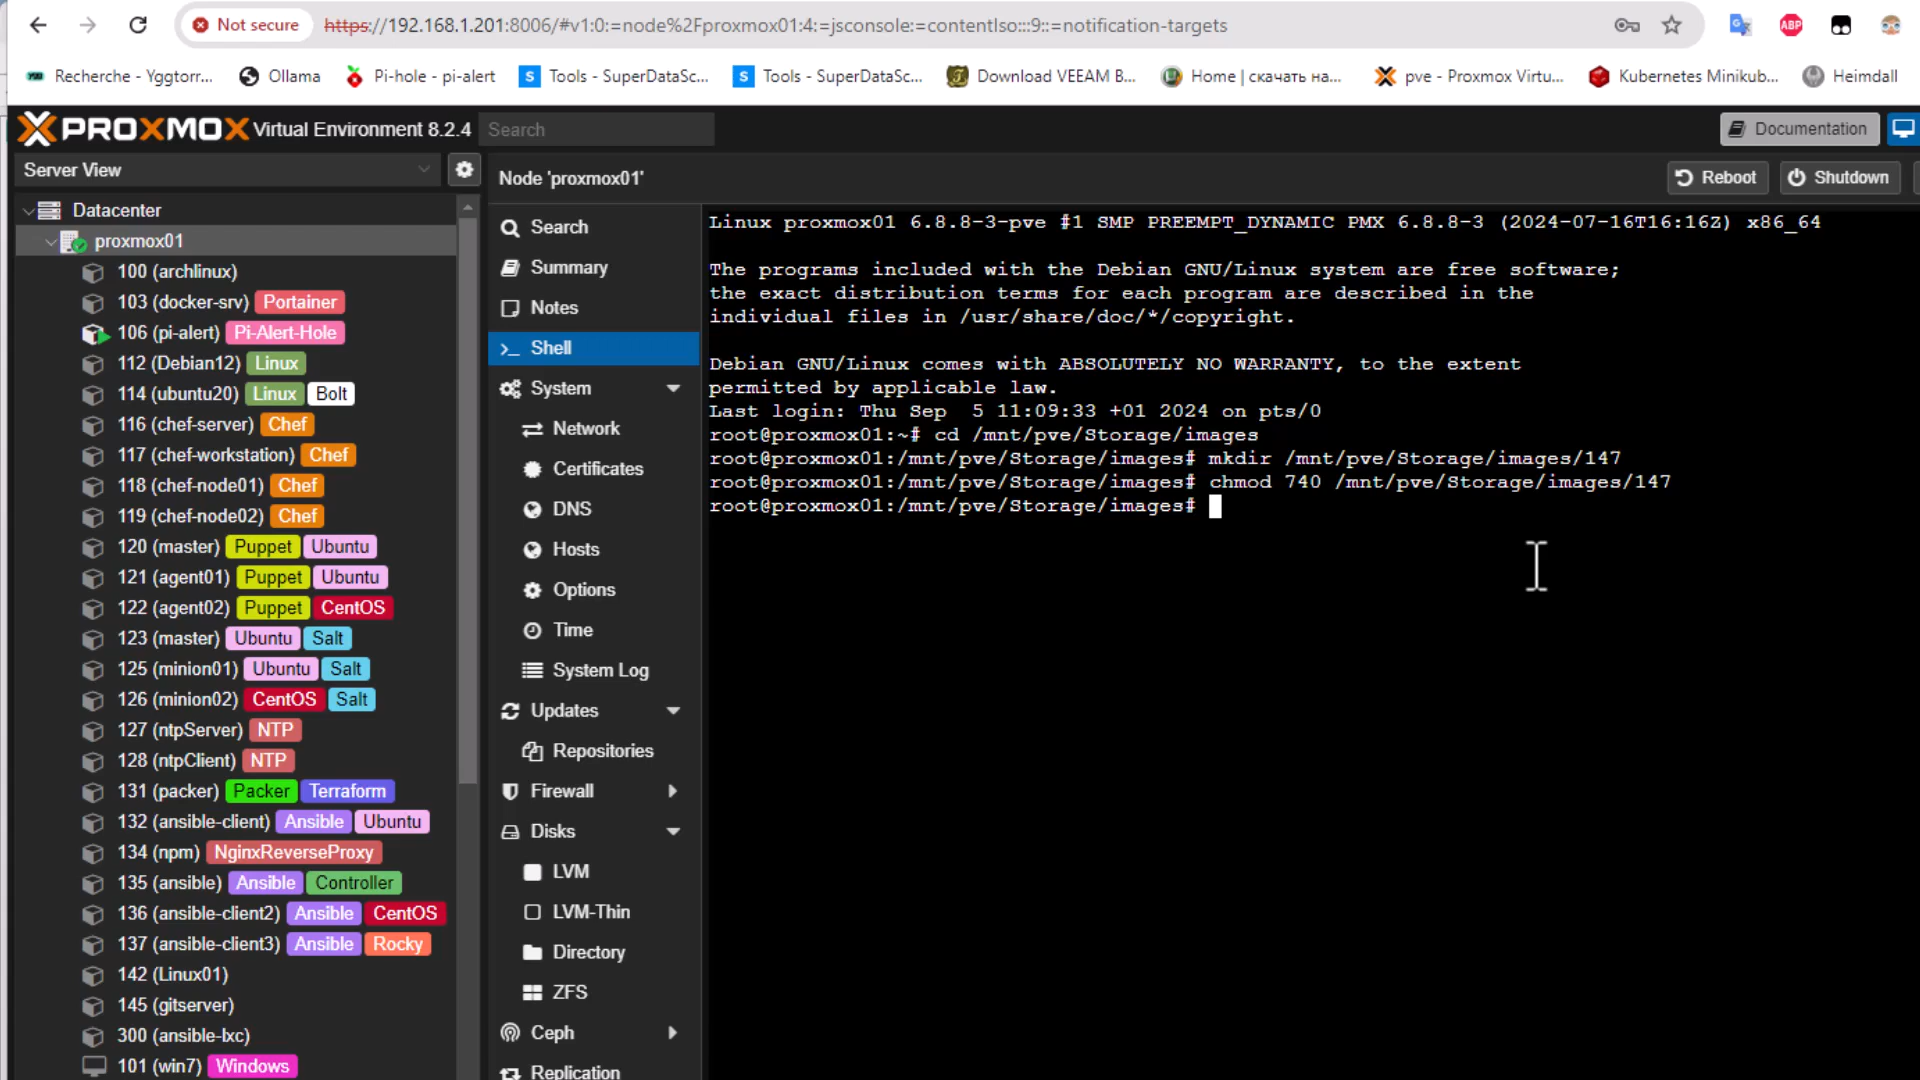 Not secure https://192.168.1.201:8006/#v1:0:=node%2Fproxmox01:4:=jsconsole:=contentIso:::9::=notification-targets
ABP
Recherche - Yggtorr...
Ollama
Pi-hole - pi-alert
S Tools - SuperDataSc...
S Tools - SuperDataSc...
Download VEEAM B...
Home | скачать на...
pve - Proxmox Virtu...
Kubernetes Minikub...
Heimdall
PROXMOX Virtual Environment 8.2.4
Search
Documentation
Server View
Node 'proxmox01'
Reboot
Shutdown
Datacenter
proxmox01
100 (archlinux)
103 (docker-srv) Portainer
106 (pi-alert) Pi-Alert-Hole
112 (Debian12) Linux
114 (ubuntu20) Linux Bolt
116 (chef-server) Chef
117 (chef-workstation) Chef
118 (chef-node01) Chef
119 (chef-node02) Chef
120 (master) Puppet Ubuntu
121 (agent01) Puppet Ubuntu
122 (agent02) Puppet CentOS
123 (master) Ubuntu Salt
125 (minion01) Ubuntu Salt
126 (minion02) CentOS Salt
127 (ntpServer) NTP
128 (ntpClient) NTP
131 (packer) Packer Terraform
132 (ansible-client) Ansible Ubuntu
134 (npm) NginxReverseProxy
135 (ansible) Ansible Controller
136 (ansible-client2) Ansible CentOS
137 (ansible-client3) Ansible Rocky
142 (Linux01)
145 (gitserver)
300 (ansible-lxc)
101 (win7) Windows
Search
Summary
Notes
Shell
System
Network
Certificates
DNS
Hosts
Options
Time
System Log
Updates
Repositories
Firewall
Disks
LVM
LVM-Thin
Directory
ZFS
Ceph
Replication
Linux proxmox01 6.8.8-3-pve #1 SMP PREEMPT_DYNAMIC PMX 6.8.8-3 (2024-07-16T16:16Z) x86_64
The programs included with the Debian GNU/Linux system are free software;
the exact distribution terms for each program are described in the
individual files in /usr/share/doc/*/copyright.
Debian GNU/Linux comes with ABSOLUTELY NO WARRANTY, to the extent
permitted by applicable law.
Last login: Thu Sep  5 11:09:33 +01 2024 on pts/0
root@proxmox01:~# cd /mnt/pve/Storage/images
root@proxmox01:/mnt/pve/Storage/images# mkdir /mnt/pve/Storage/images/147
root@proxmox01:/mnt/pve/Storage/images# chmod 740 /mnt/pve/Storage/images/147
root@proxmox01:/mnt/pve/Storage/images#